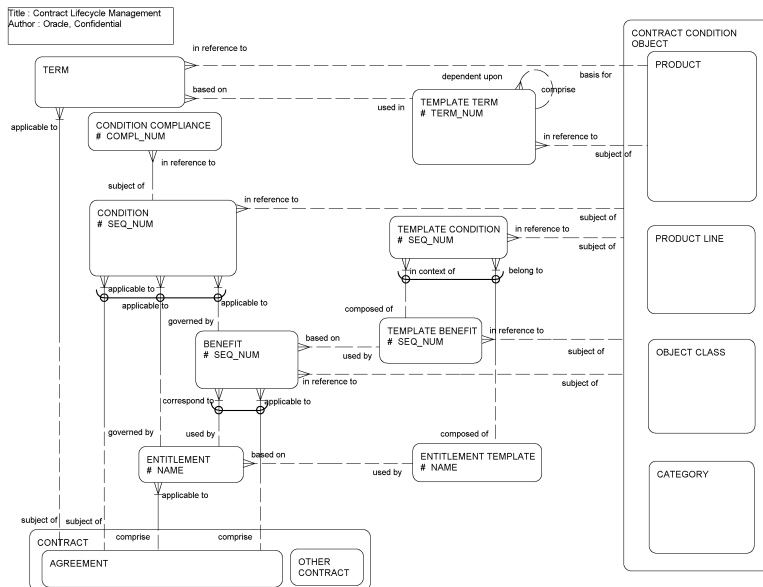 Title : Contract Lifecycle Management
Author : Oracle, Confidential
CONTRACT CONDITION
OBJECT
in reference to
TERM
PRODUCT
dependent upon
basis for
based on
comprise
used in
TEMPLATE TERM
# TERM_NUM
applicable to
CONDITION COMPLIANCE
# COMPL_NUM
in reference to
subject of
in reference to
subject of
in reference to
CONDITION
# SEQ_NUM
subject of
TEMPLATE CONDITION
# SEQ_NUM
in reference to
subject of
PRODUCT LINE
in context of
belong to
applicable to
applicable to
applicable to
composed of
governed by
BENEFIT
# SEQ_NUM
based on
used by
TEMPLATE BENEFIT
# SEQ_NUM
in reference to
subject of
OBJECT CLASS
in reference to
subject of
correspond to
applicable to
governed by
used by
composed of
ENTITLEMENT
# NAME
based on
used by
ENTITLEMENT TEMPLATE
# NAME
CATEGORY
applicable to
subject of
subject of
comprise
comprise
CONTRACT
AGREEMENT
OTHER
CONTRACT